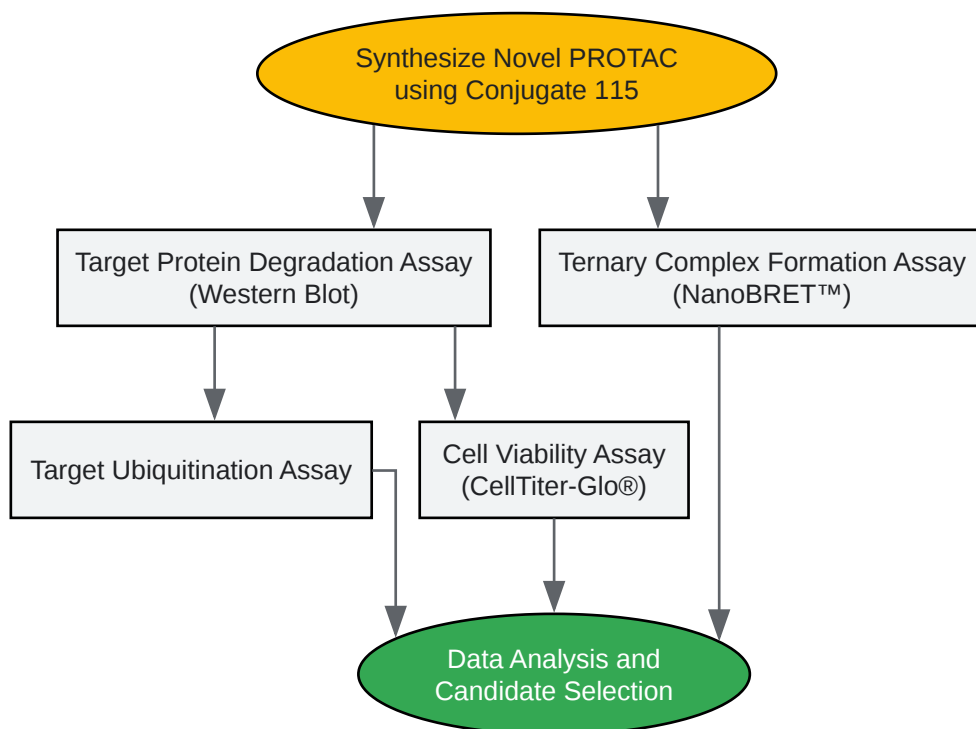 Synthesize Novel PROTAC
using Conjugate 115
Target Protein Degradation Assay
(Western Blot)
Ternary Complex Formation Assay
(NanoBRET™)
Target Ubiquitination Assay
Cell Viability Assay
(CellTiter-Glo®)
Data Analysis and
Candidate Selection